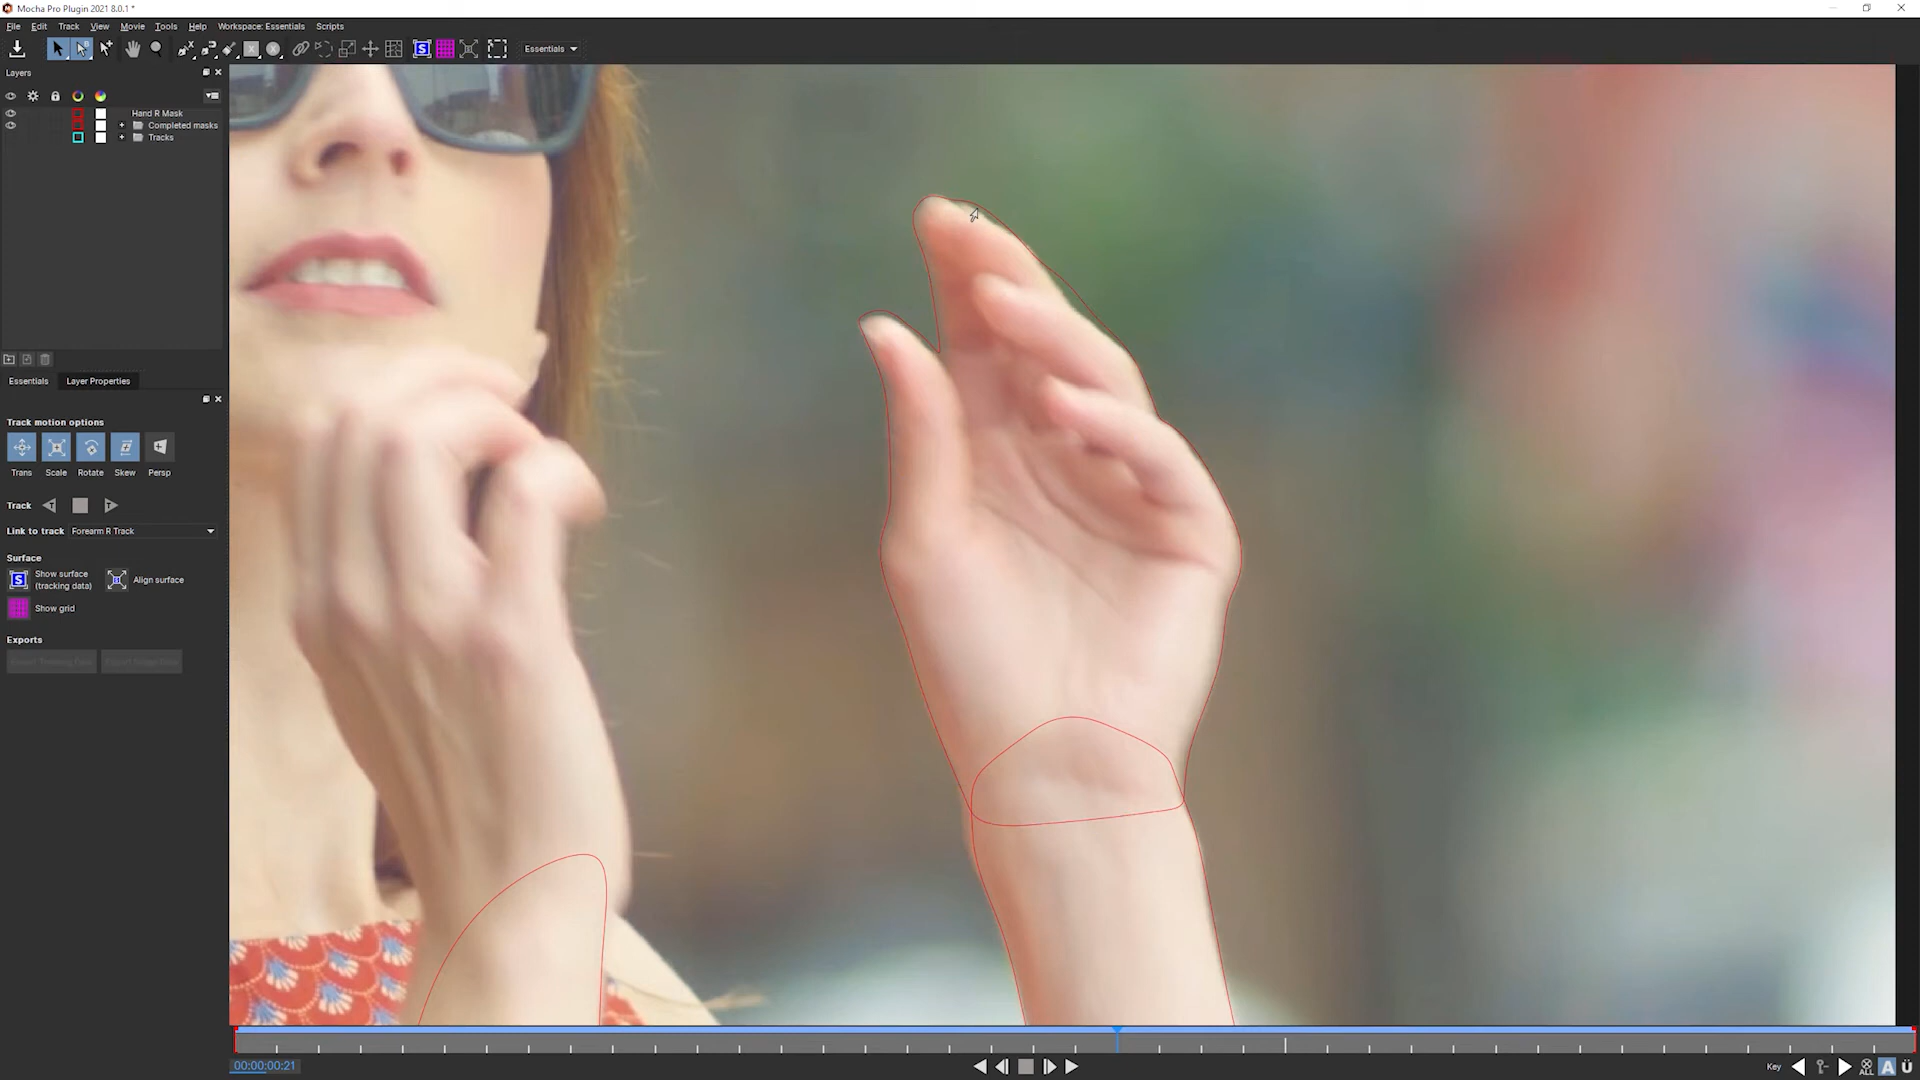 Mocha Pro Plugin 2021 8.0.1 *
File Edit Track View Movie Tools Help Workspace: Essentials Scripts
Essentials
Layers
Hand R Mask
Completed masks
Tracks
Essentials Layer Properties
Track motion options
Trans Scale Rotate Skew Persp
Track
Link to track Forearm R Track
Surface
Show surface
(tracking data)
Align surface
Show grid
Exports
00:00:00:21
Key
ALL
A
Ü